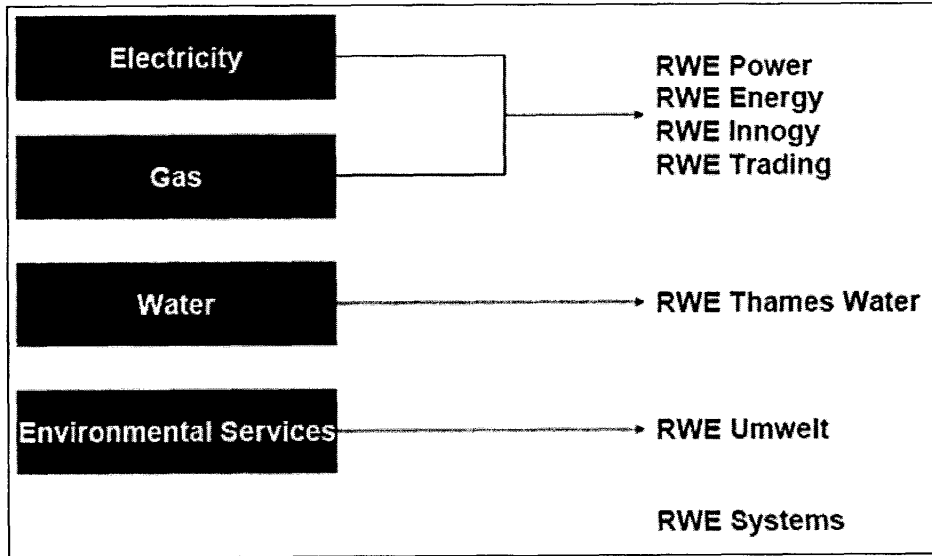 Electricity
Gas
RWE Power
RWE Energy
RWE Innogy
RWE Trading
Water
RWE Thames Water
Environmental Services
RWE Umwelt
RWE Systems